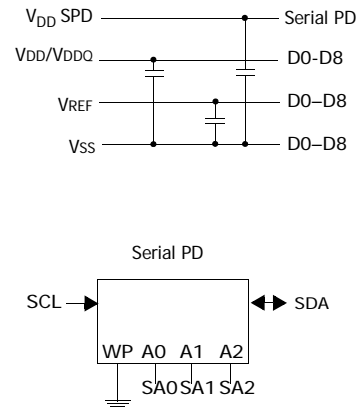 VDD SPD Serial PD
VDD/VDDQ D0-D8
VREF D0–D8
VSS D0–D8
Serial PD
SCL SDA
WP A0 A1 A2
SA0 SA1 SA2